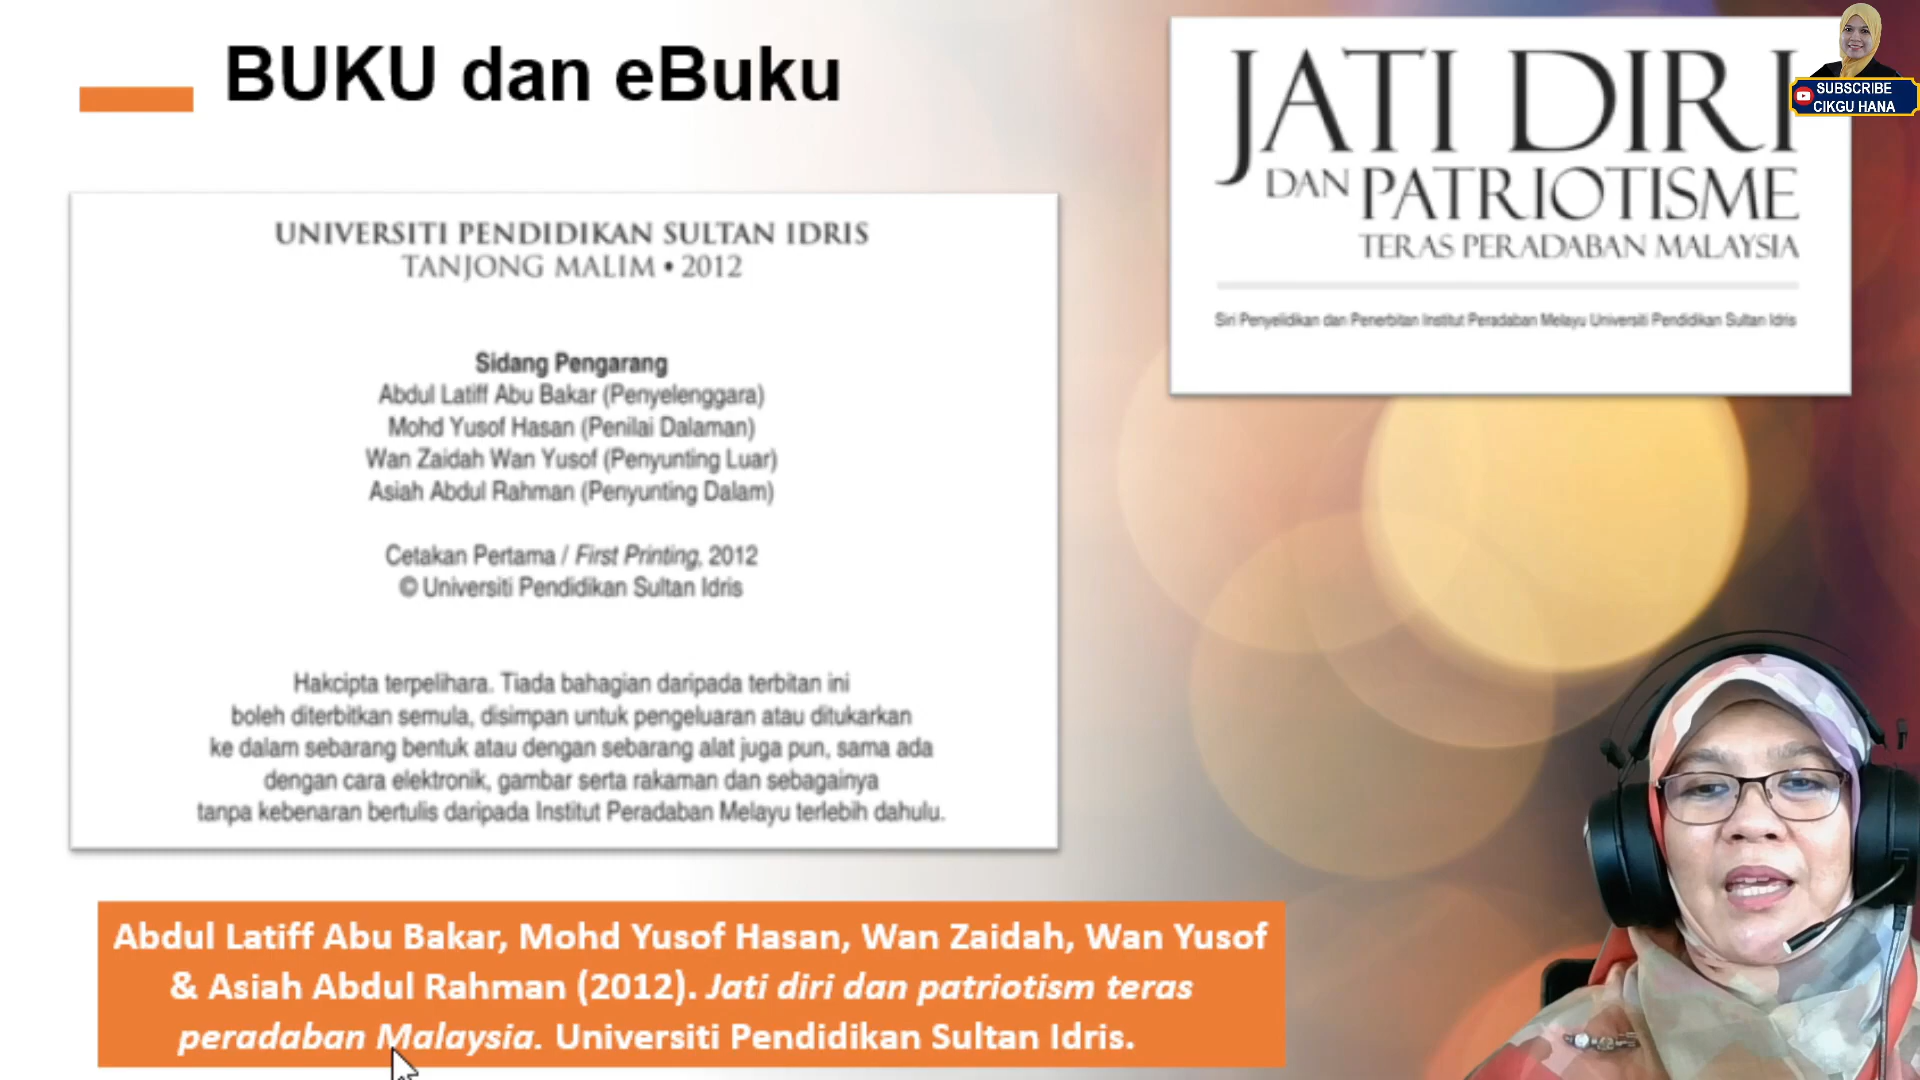 BUKU dan eBuku
JATI DIRI
DAN PATRIOTISME
TERAS PERADABAN MALAYSIA
Siri Penyelidikan dan Penerbitan Institut Peradaban Melayu Universiti Pendidikan Sultan Idris
SUBSCRIBE
CIKGU HANA
UNIVERSITI PENDIDIKAN SULTAN IDRIS
TANJONG MALIM • 2012
Sidang Pengarang
Abdul Latiff Abu Bakar (Penyelenggara)
Mohd Yusof Hasan (Penilai Dalaman)
Wan Zaidah Wan Yusof (Penyunting Luar)
Asiah Abdul Rahman (Penyunting Dalam)
Cetakan Pertama / First Printing, 2012
© Universiti Pendidikan Sultan Idris
Hakcipta terpelihara. Tiada bahagian daripada terbitan ini
boleh diterbitkan semula, disimpan untuk pengeluaran atau ditukarkan
ke dalam sebarang bentuk atau dengan sebarang alat juga pun, sama ada
dengan cara elektronik, gambar serta rakaman dan sebagainya
tanpa kebenaran bertulis daripada Institut Peradaban Melayu terlebih dahulu.
Abdul Latiff Abu Bakar, Mohd Yusof Hasan, Wan Zaidah, Wan Yusof
& Asiah Abdul Rahman (2012). Jati diri dan patriotism teras
peradaban Malaysia. Universiti Pendidikan Sultan Idris.